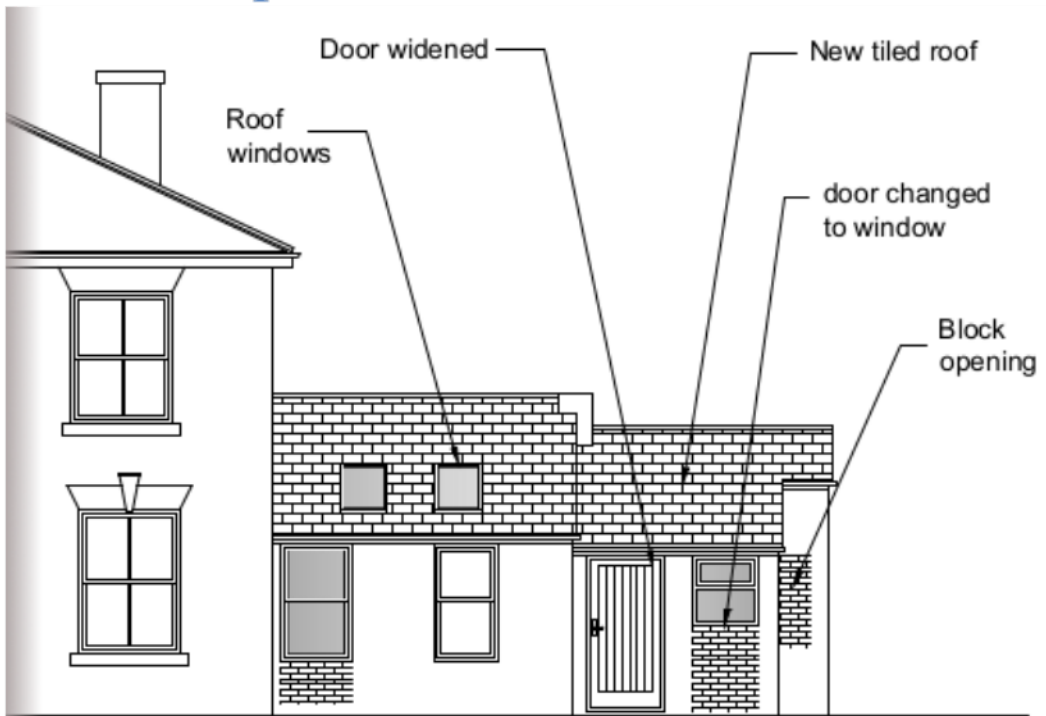 Door widened
New tiled roof
Roof
windows
door changed
to window
Block
opening